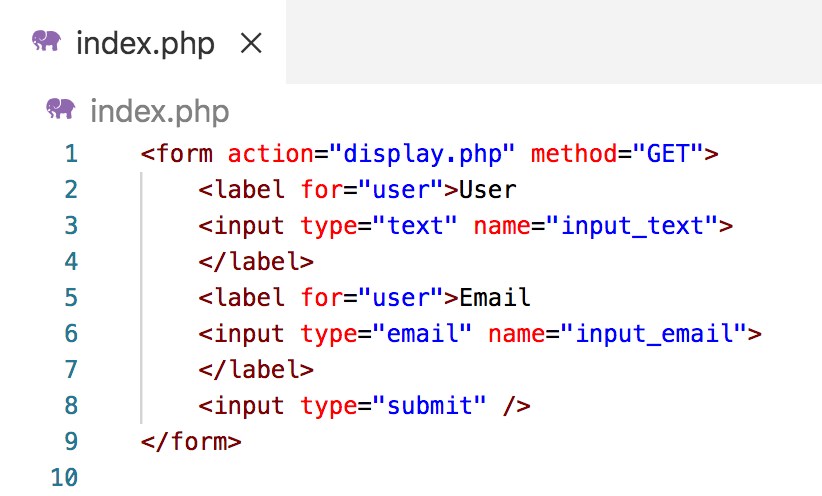 index.php ×
index.php
1 <form action="display.php" method="GET">
2 <label for="user">User
3 <input type="text" name="input_text">
4 </label>
5 <label for="user">Email
6 <input type="email" name="input_email">
7 </label>
8 <input type="submit" />
9 </form>
10